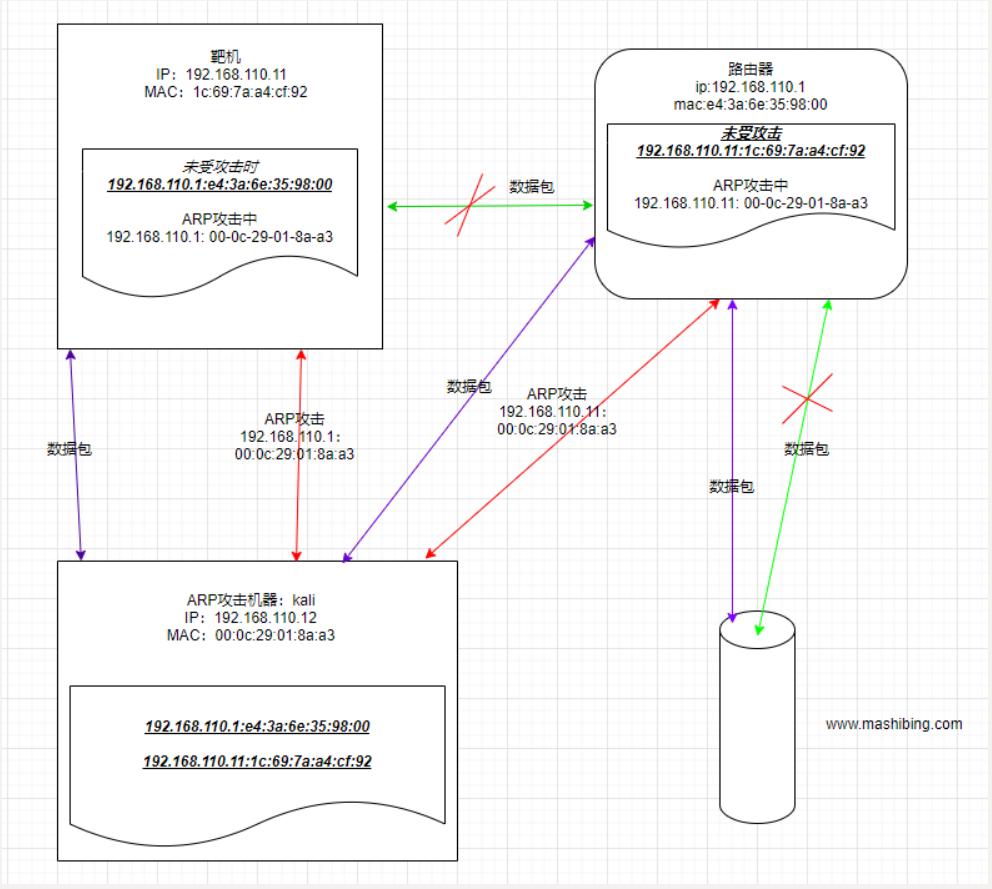 靶机
IP：192.168.110.11
MAC：1c:69:7a:a4:cf:92
未受攻击时
192.168.110.1:e4:3a:6e:35:98:00
ARP攻击中
192.168.110.1: 00-0c-29-01-8a-a3
数据包
路由器
ip:192.168.110.1
mac:e4:3a:6e:35:98:00
未受攻击
192.168.110.11:1c:69:7a:a4:cf:92
ARP攻击中
192.168.110.11: 00-0c-29-01-8a-a3
数据包
ARP攻击
192.168.110.1：
00:0c:29:01:8a:a3
数据包
ARP攻击
192.168.110.11：
00:0c:29:01:8a:a3
数据包
数据包
ARP攻击机器：kali
IP：192.168.110.12
MAC：00:0c:29:01:8a:a3
192.168.110.1:e4:3a:6e:35:98:00
192.168.110.11:1c:69:7a:a4:cf:92
www.mashibing.com